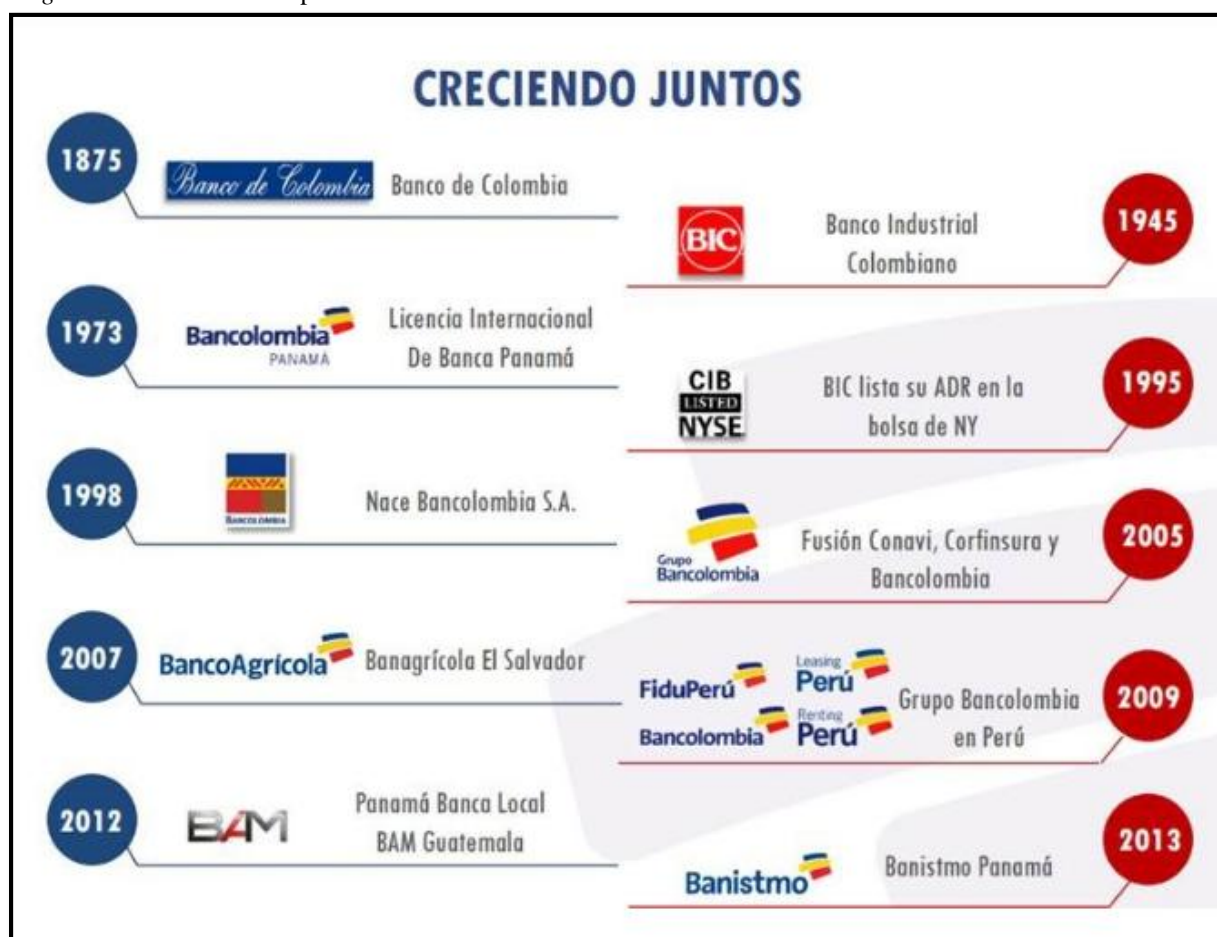 CRECIENDO JUNTOS
1875
Banco de Colombia
Banco de Colombia
BIC
Banco Industrial
Colombiano
1945
1973
Bancolombia
PANAMÁ
Licencia Internacional
De Banca Panamá
CIB
LISTED
NYSE
BIC lista su ADR en la
bolsa de NY
1995
1998
BANCOLOMBIA
Nace Bancolombia S.A.
Grupo
Bancolombia
Fusión Conavi, Corfinsura y
Bancolombia
2005
2007
BancoAgrícola
Banagrícola El Salvador
FiduPerú
Leasing
Perú
Bancolombia
Renting
Perú
Grupo Bancolombia
en Perú
2009
2012
BAM
Panamá Banca Local
BAM Guatemala
Banistmo
Banistmo Panamá
2013